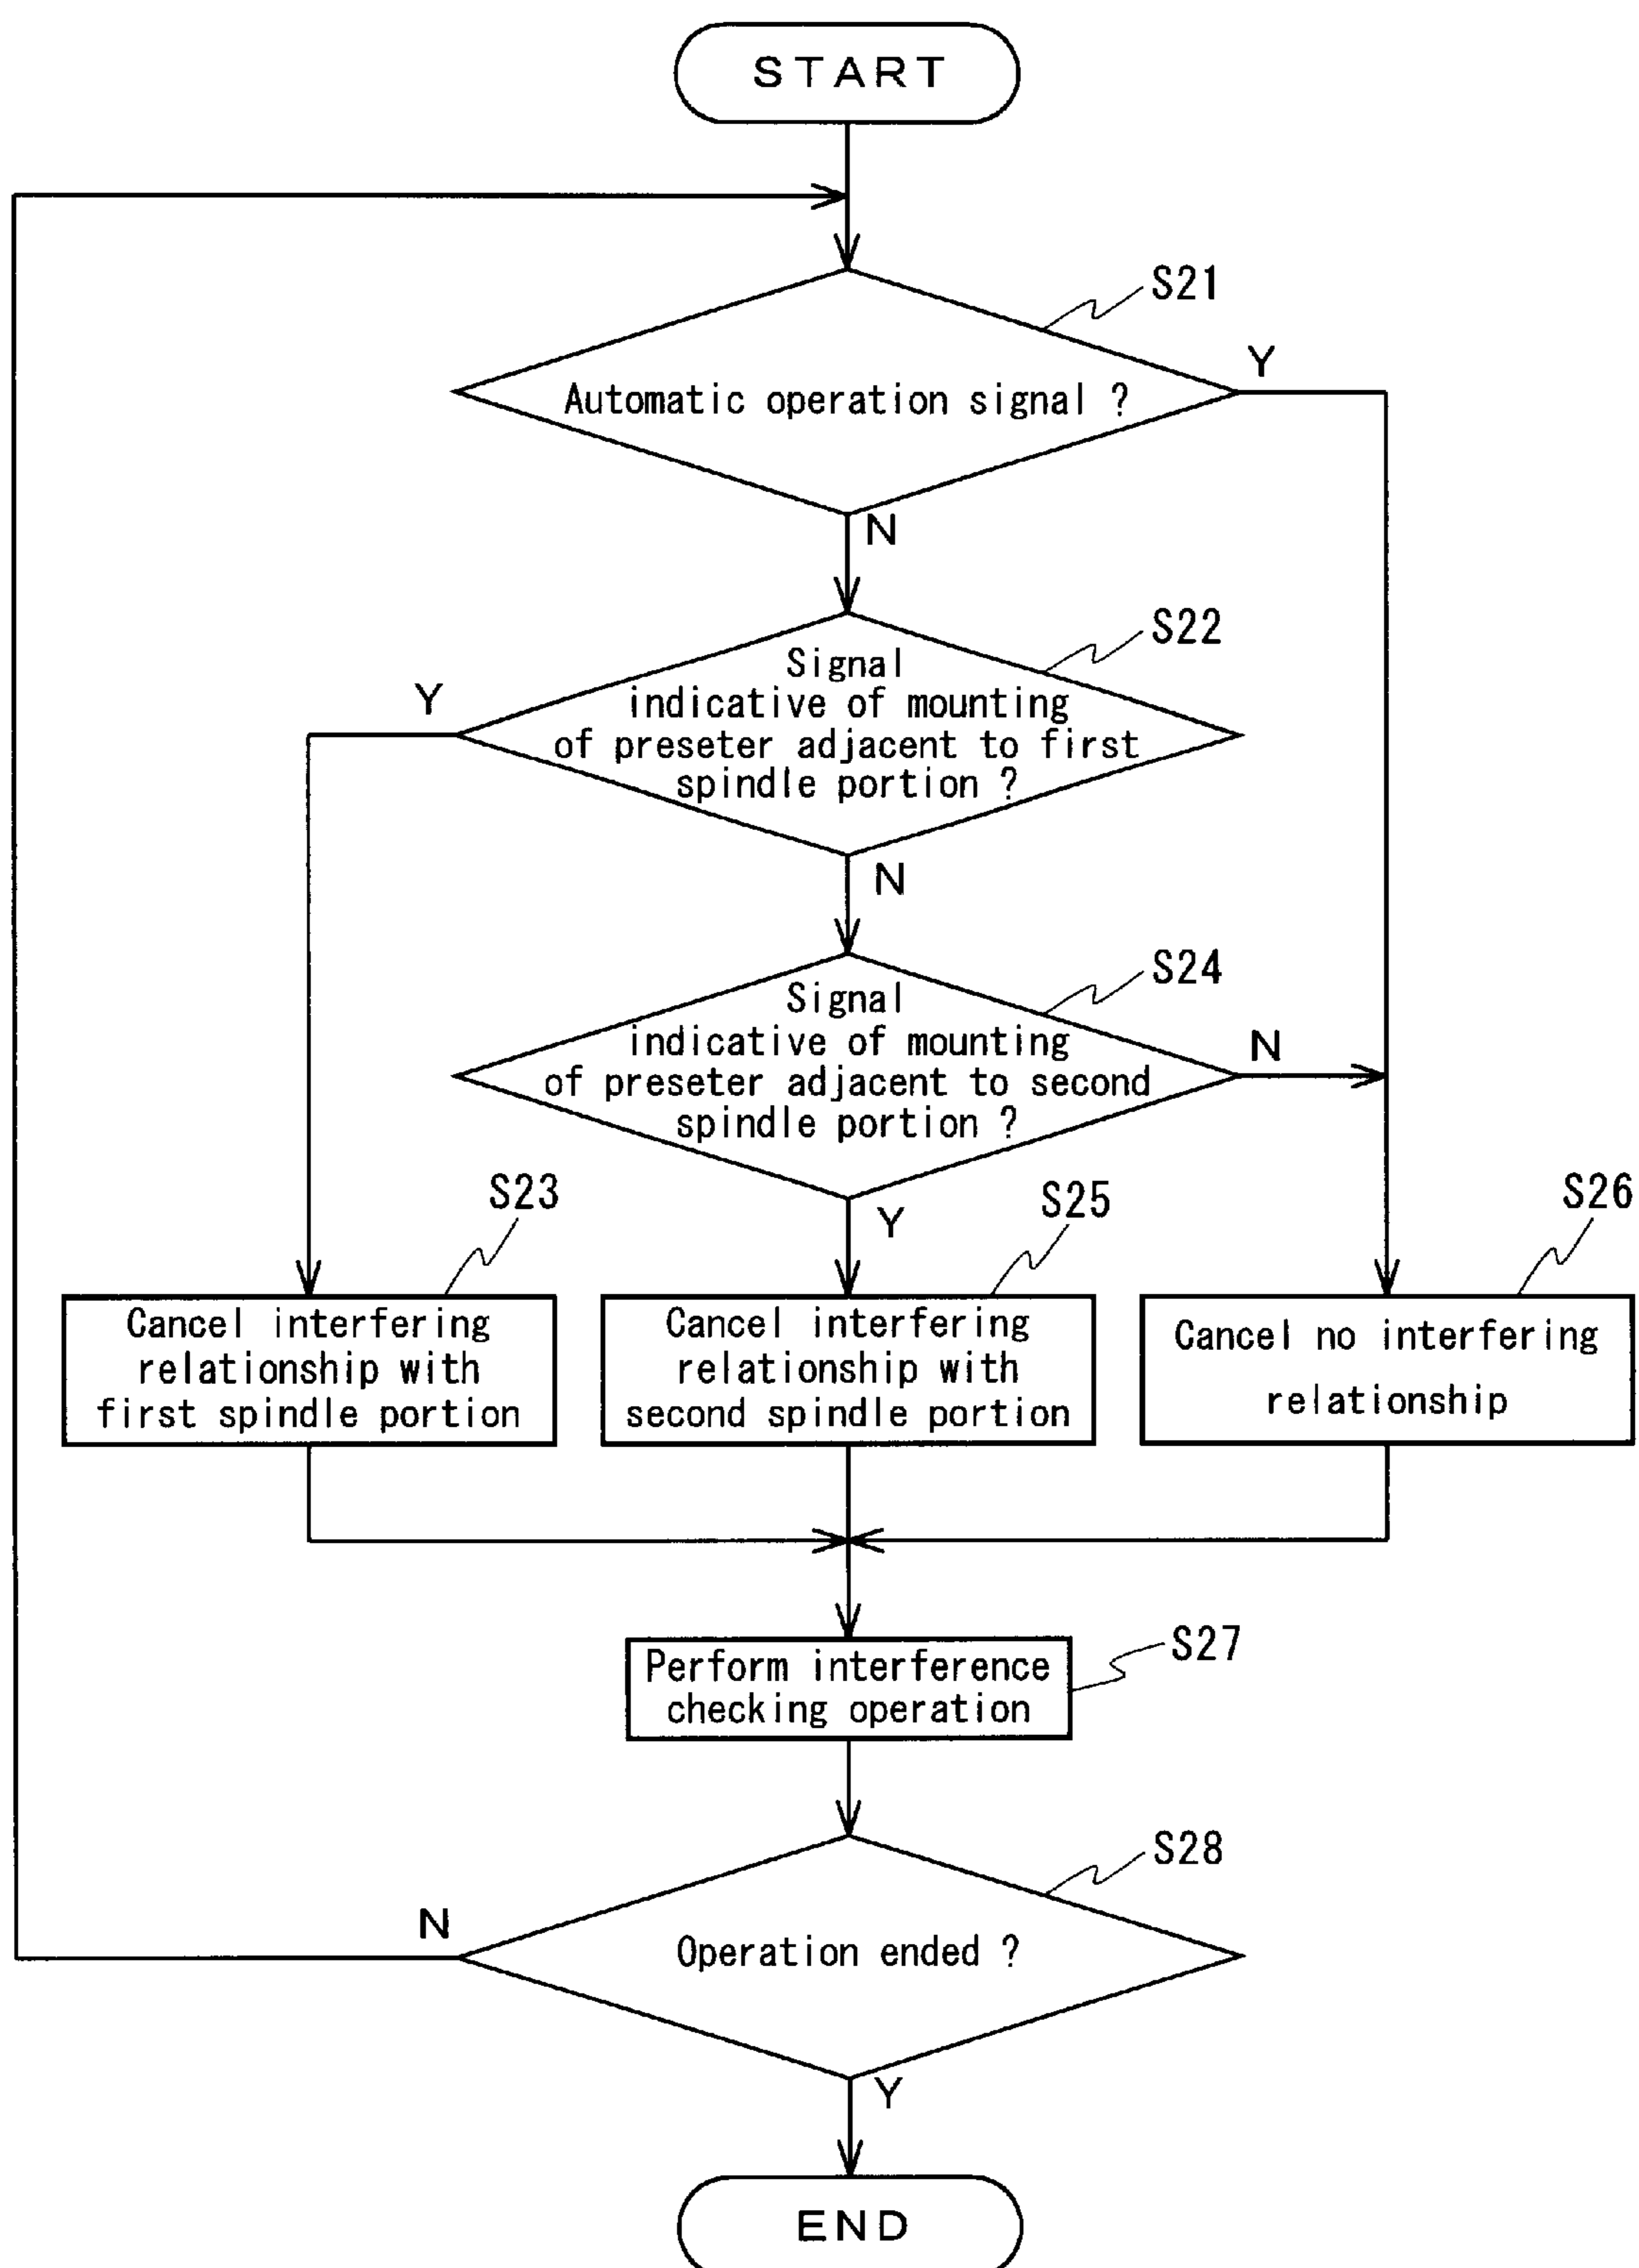 START
S21
Automatic operation signal ?
Y
N
S22
Signal
indicative of mounting
of preseter adjacent to first
spindle portion ?
Y
N
S24
Signal
indicative of mounting
of preseter adjacent to second
spindle portion ?
N
Y
S23
S25
S26
Cancel interfering
relationship with
first spindle portion
Cancel interfering
relationship with
second spindle portion
Cancel no interfering
relationship
S27
Perform interference
checking operation
S28
Operation ended ?
N
Y
END